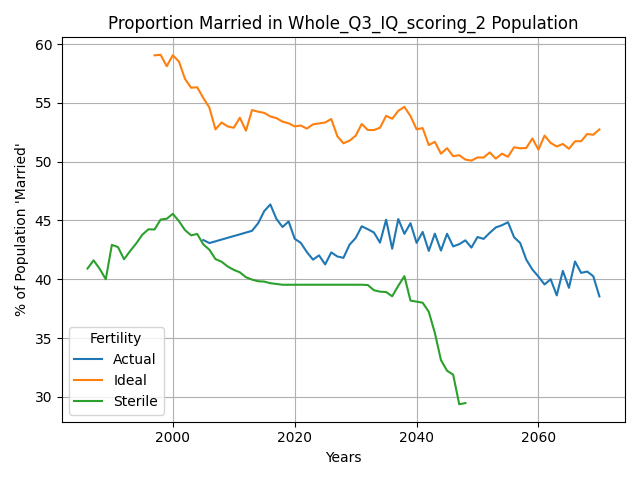 Proportion Married in Whole_Q3_IQ_scoring_2 Population
% of Population 'Married'
60
55
50
45
40
35
30
Fertility
Actual
Ideal
Sterile
2000 2020 2040 2060
Years